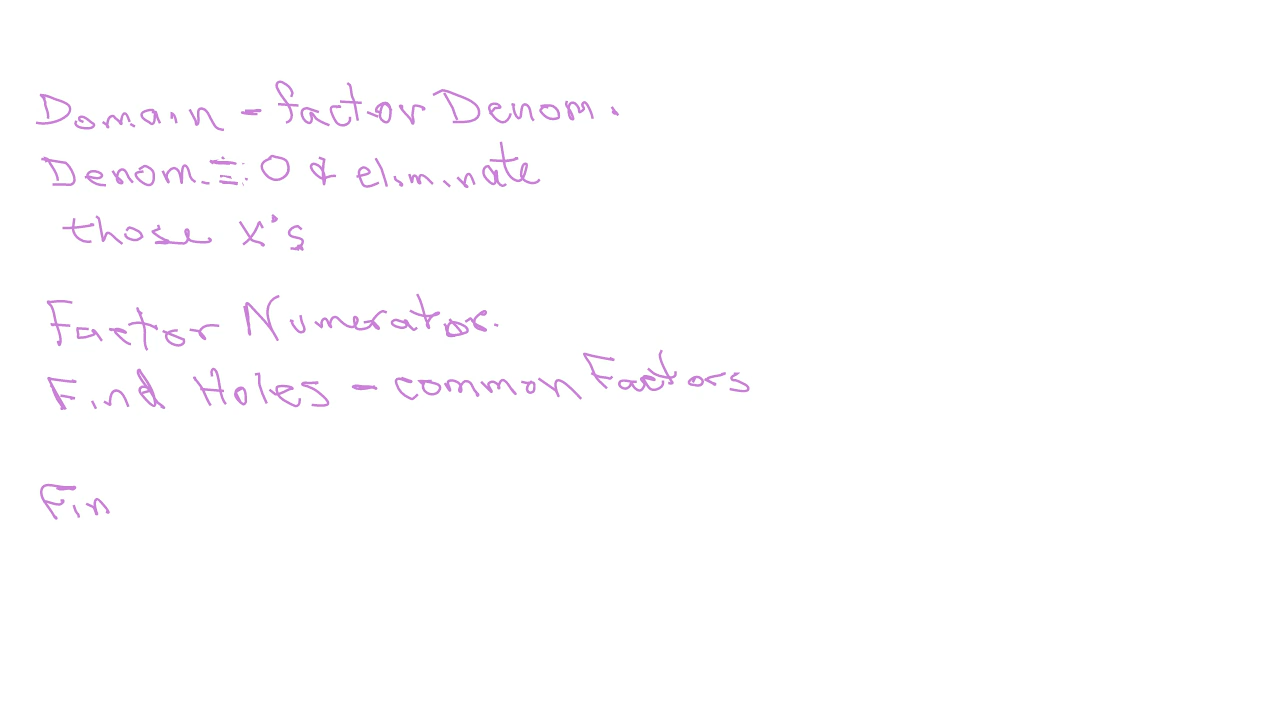 Domain - factor Denom.
Denom. = 0 & eliminate
those x's
Factor Numerator.
Find Holes - common Factors
Fin